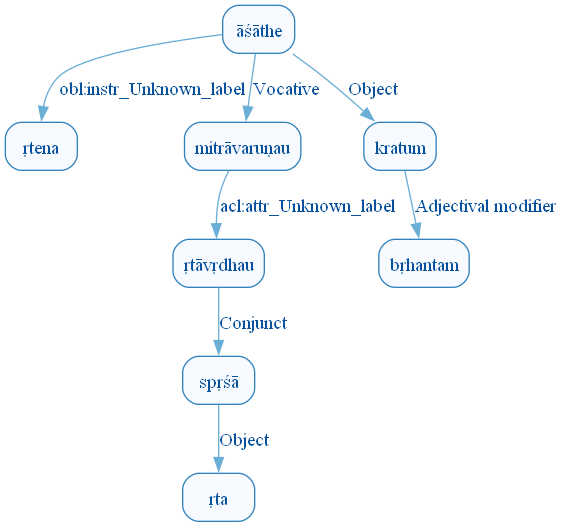 āśāthe
obl:instr_Unknown_label Vocative Object
ṛtena mitrāvaruṇau kratum
acl:attr_Unknown_label Adjectival modifier
ṛtāvṛdhau bṛhantam
Conjunct
spṛśā
Object
ṛta